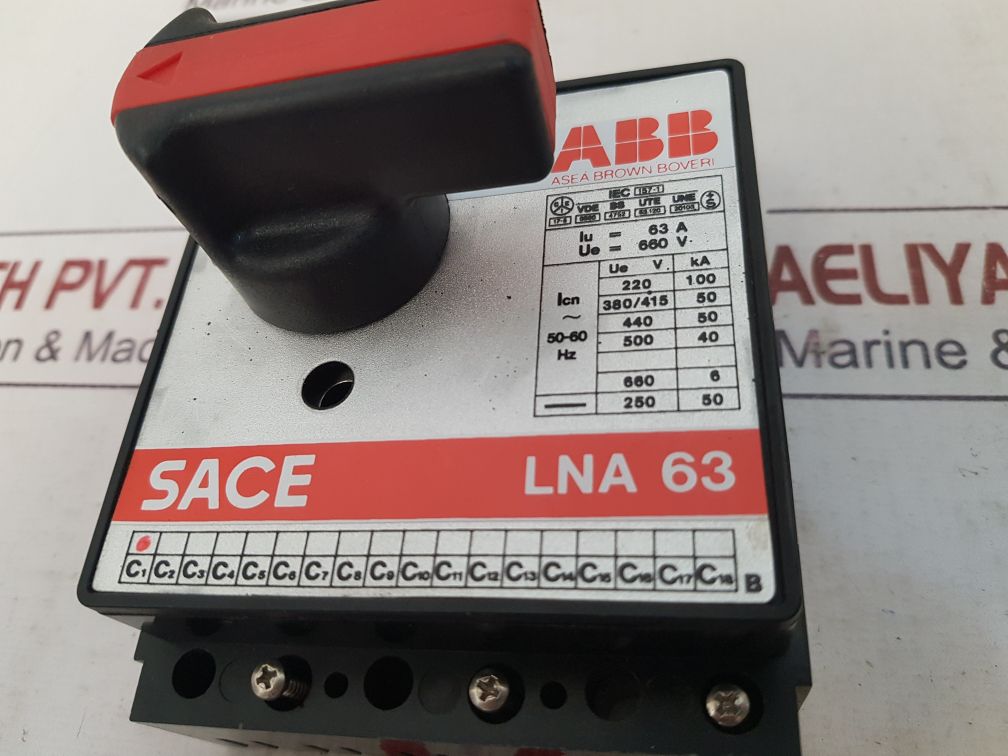 ABB
ASEA BROWN BOVERI
IEC 157-1
VDE BS UTE UNE
Iu = 63 A
Ue = 660 V
Ue V. kA
220 100
Icn 380/415 50
~ 440 50
50-60 Hz 500 40
660 6
250 50
SACE LNA 63
C1 C2 C3 C4 C5 C6 C7 C8 C9 C10 C11 C12 C13 C14 C15 C16 C17 C18 B
TH PVT.
on & Mac
AELIYA
Marine &